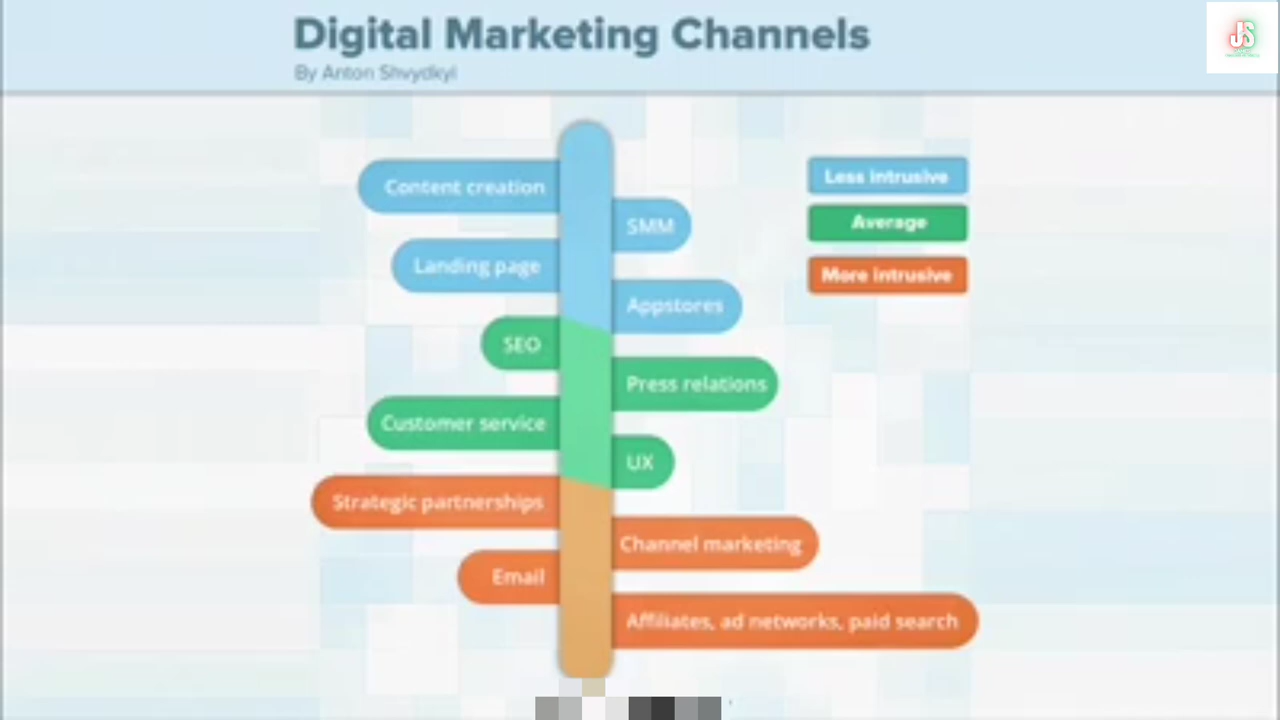 Digital Marketing Channels
By Anton Shvydkyi
JS
Content creation
SMM
Landing page
Appstores
SEO
Press relations
Customer service
UX
Strategic partnerships
Channel marketing
Email
Affiliates, ad networks, paid search
Less intrusive
Average
More intrusive